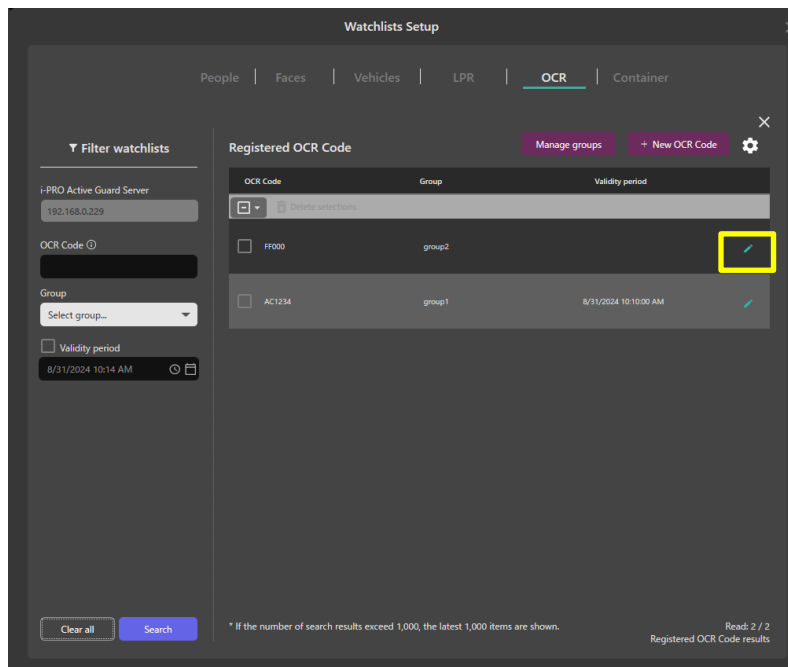 Watchlists Setup
People Faces Vehicles LPR OCR Container
Filter watchlists
i-PRO Active Guard Server
192.168.0.229
OCR Code
Group
Select group...
Validity period
8/31/2024 10:14 AM
Clear all Search
Registered OCR Code
Manage groups + New OCR Code
OCR Code Group Validity period
Delete selections
FF000 group2
AC1234 group1 8/31/2024 10:10:00 AM
* If the number of search results exceed 1,000, the latest 1,000 items are shown.
Read: 2 / 2
Registered OCR Code results